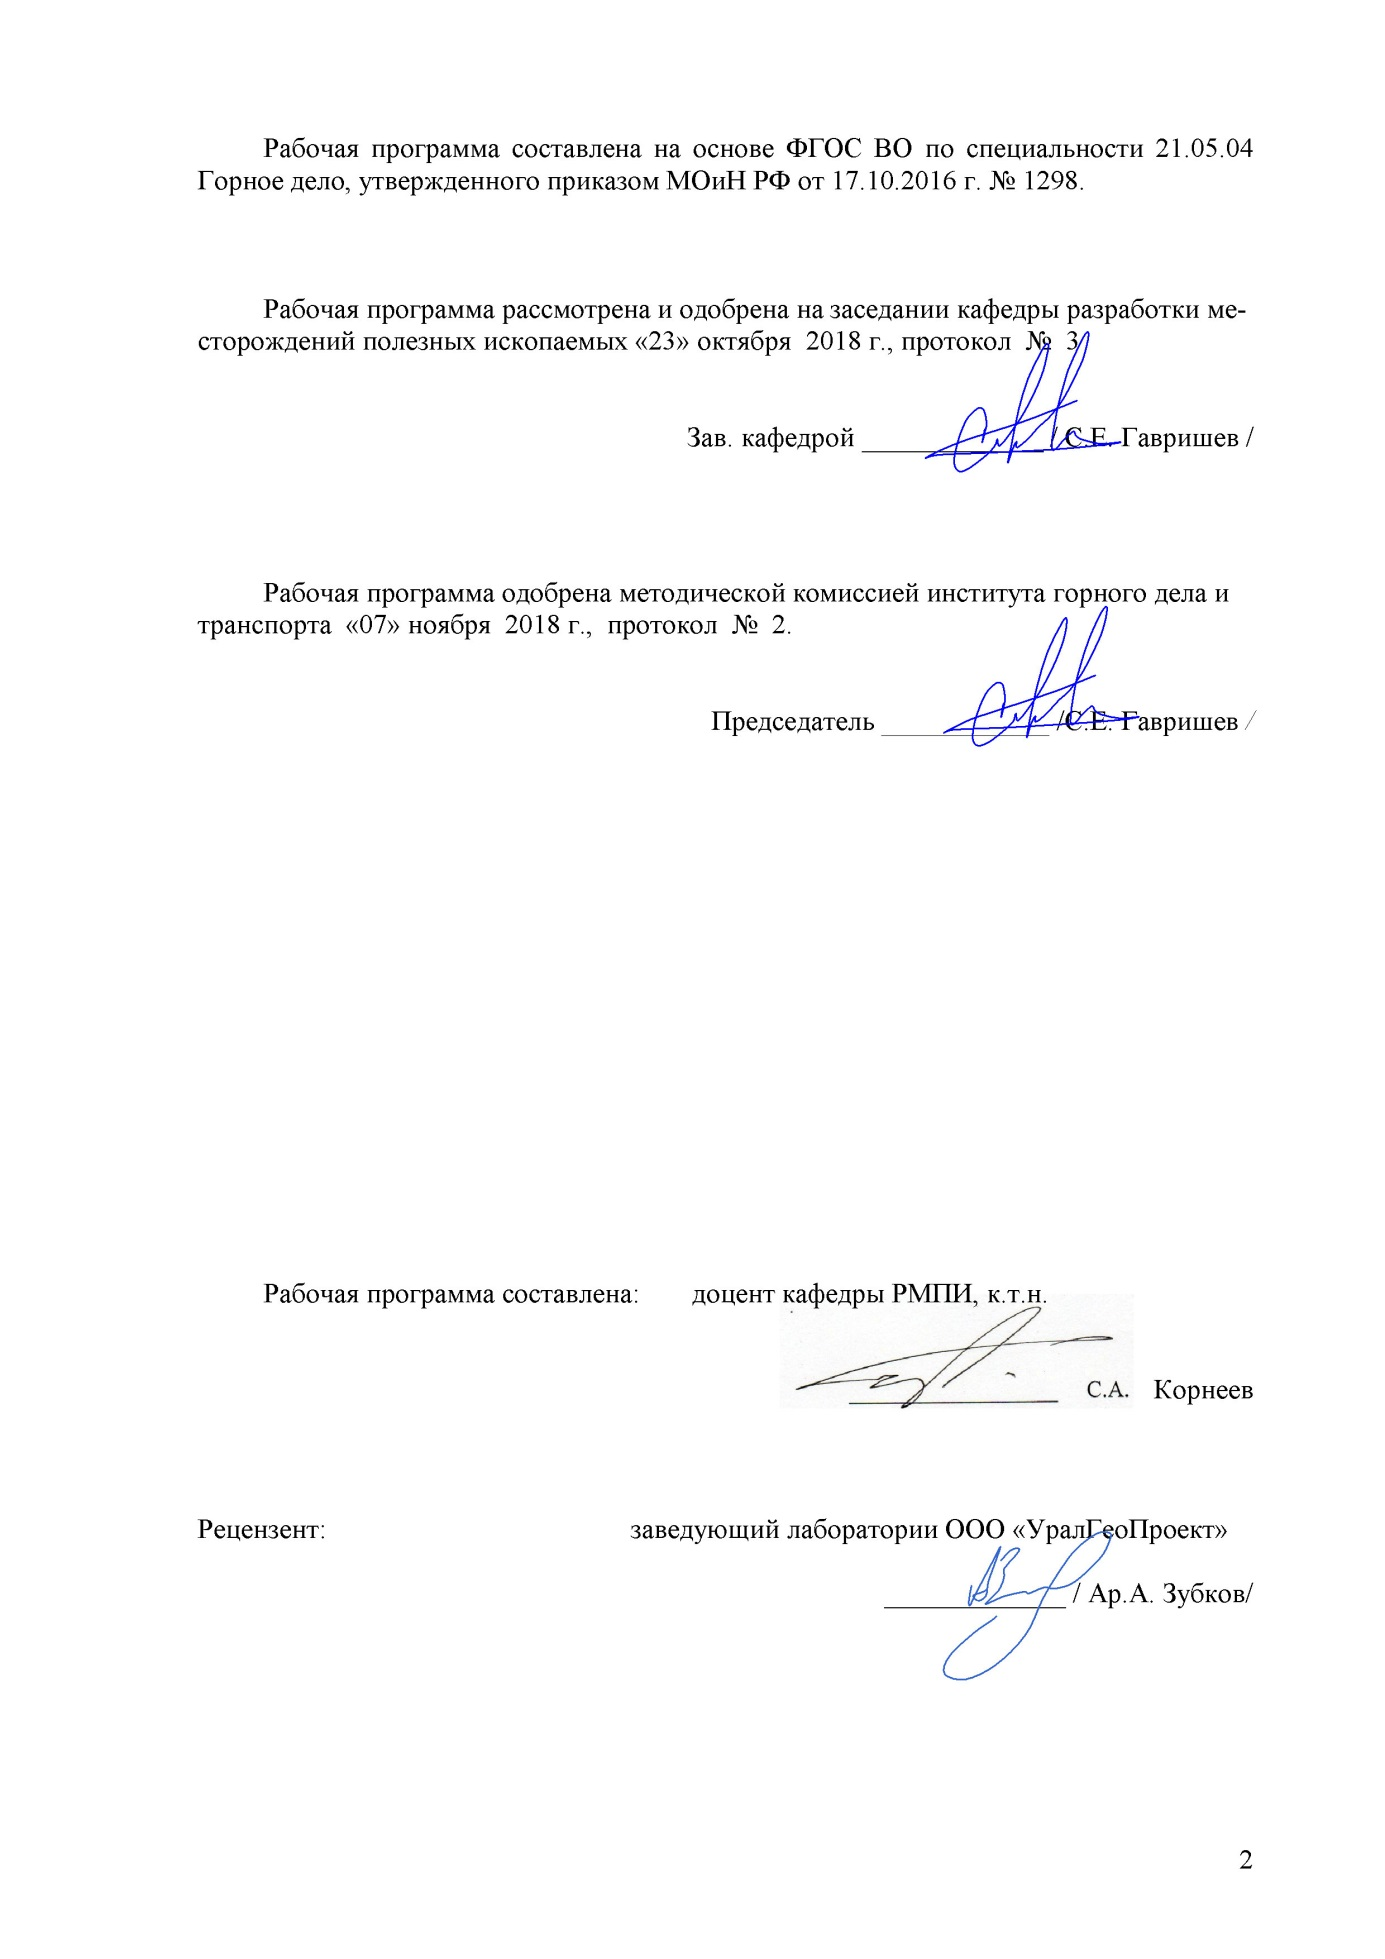 Рабочая программа составлена на основе ФГОС ВО по специальности 21.05.04
Горное дело, утвержденного приказом МОиН РФ от 17.10.2016 г. № 1298.
Рабочая программа рассмотрена и одобрена на заседании кафедры разработки ме-
сторождений полезных ископаемых «23» октября 2018 г., протокол № 3
Зав. кафедрой _____________ / С.Е. Гавришев /
Рабочая программа одобрена методической комиссией института горного дела и
транспорта «07» ноября 2018 г., протокол № 2.
Председатель ____________ /С.Е. Гавришев /
Рабочая программа составлена: доцент кафедры РМПИ, к.т.н.
_______________ С.А. Корнеев
Рецензент: заведующий лаборатории ООО «УралГеоПроект»
_____________ / Ар.А. Зубков/
2